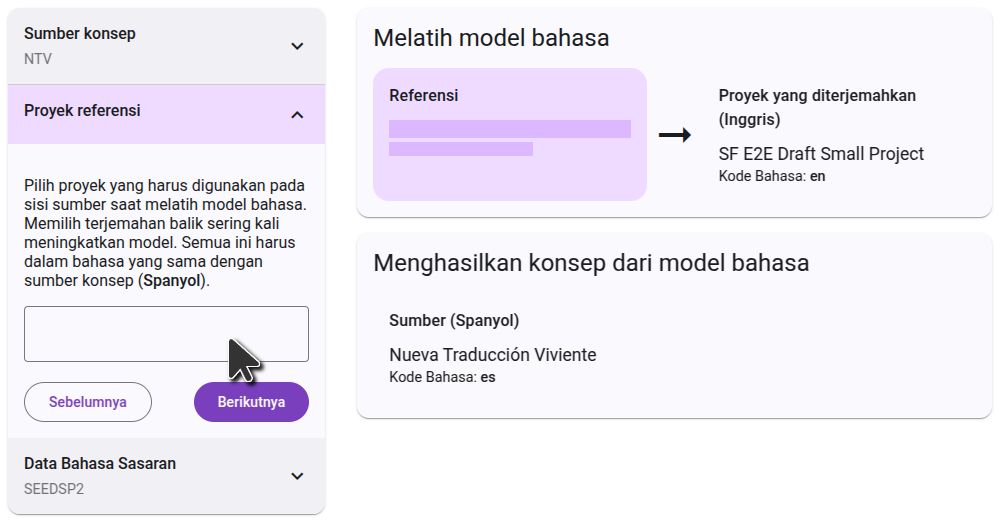 Sumber konsep
NTV
Proyek referensi
Pilih proyek yang harus digunakan pada
sisi sumber saat melatih model bahasa.
Memilih terjemahan balik sering kali
meningkatkan model. Semua ini harus
dalam bahasa yang sama dengan
sumber konsep (Spanyol).
Sebelumnya
Berikutnya
Data Bahasa Sasaran
SEEDSP2
Melatih model bahasa
Referensi
Proyek yang diterjemahkan
(Inggris)
SF E2E Draft Small Project
Kode Bahasa: en
Menghasilkan konsep dari model bahasa
Sumber (Spanyol)
Nueva Traducción Viviente
Kode Bahasa: es